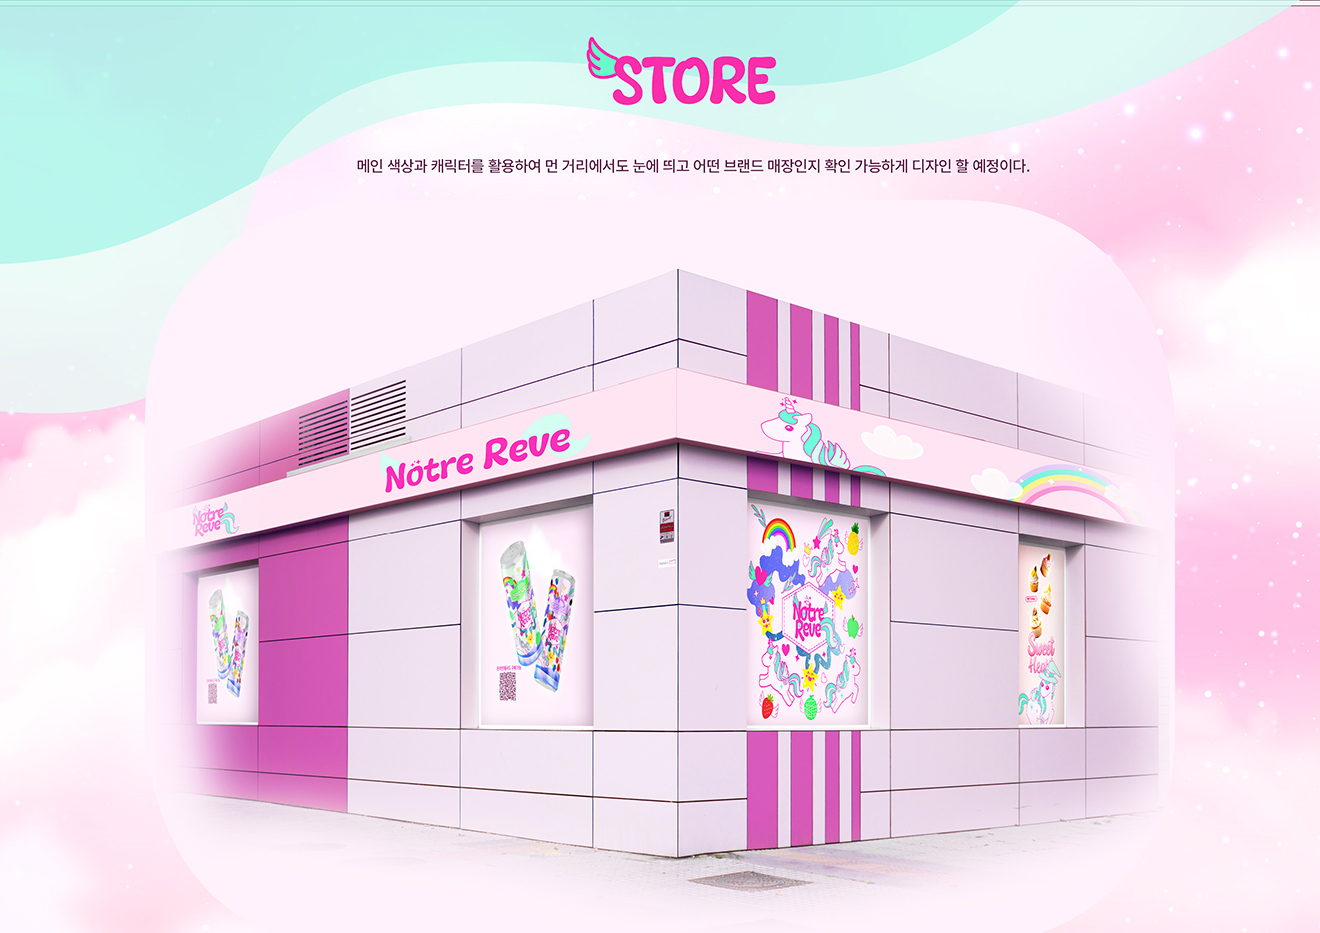 STORE
메인 색상과 캐릭터를 활용하여 먼 거리에서도 눈에 띄고 어떤 브랜드 매장인지 확인 가능하게 디자인 할 예정이다.
Notre Reve
Notre
Reve
Notre
Reve
Notre
Reve
Sweet
Heart